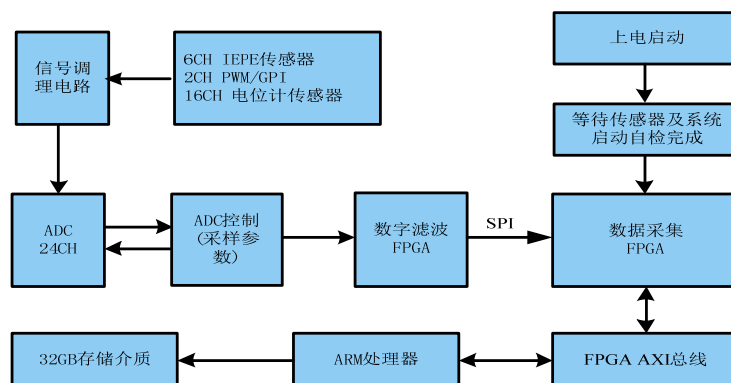 信号调
理电路
6CH IEPE传感器
2CH PWM/GPI
16CH 电位计传感器
上电启动
等待传感器及系统
启动自检完成
ADC
24CH
ADC控制
(采样参
数)
数字滤波
FPGA
SPI
数据采集
FPGA
32GB存储介质
ARM处理器
FPGA AXI总线